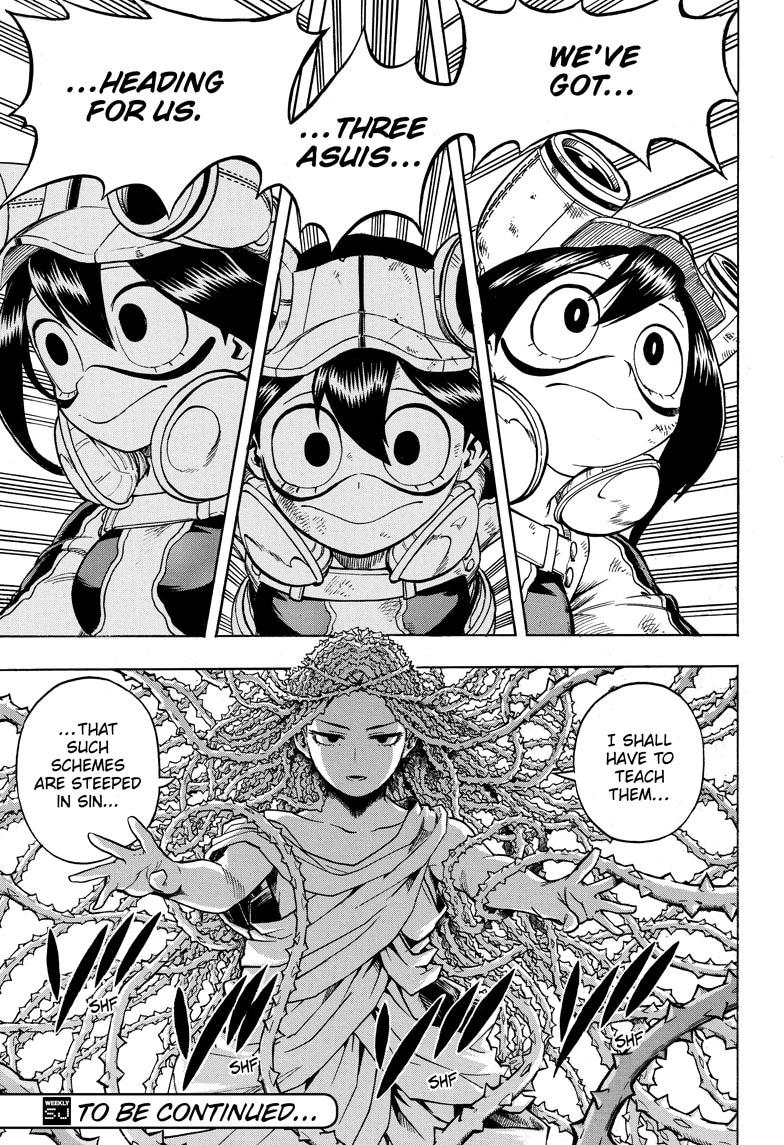 WE'VE
GOT...
...THREE
ASUIS...
...HEADING
FOR US.
I SHALL
HAVE TO
TEACH
THEM...
...THAT
SUCH
SCHEMES
ARE STEEPED
IN SIN...
SHF
SHF
SHF
SHF
WEEKLY
SJ
TO BE CONTINUED...